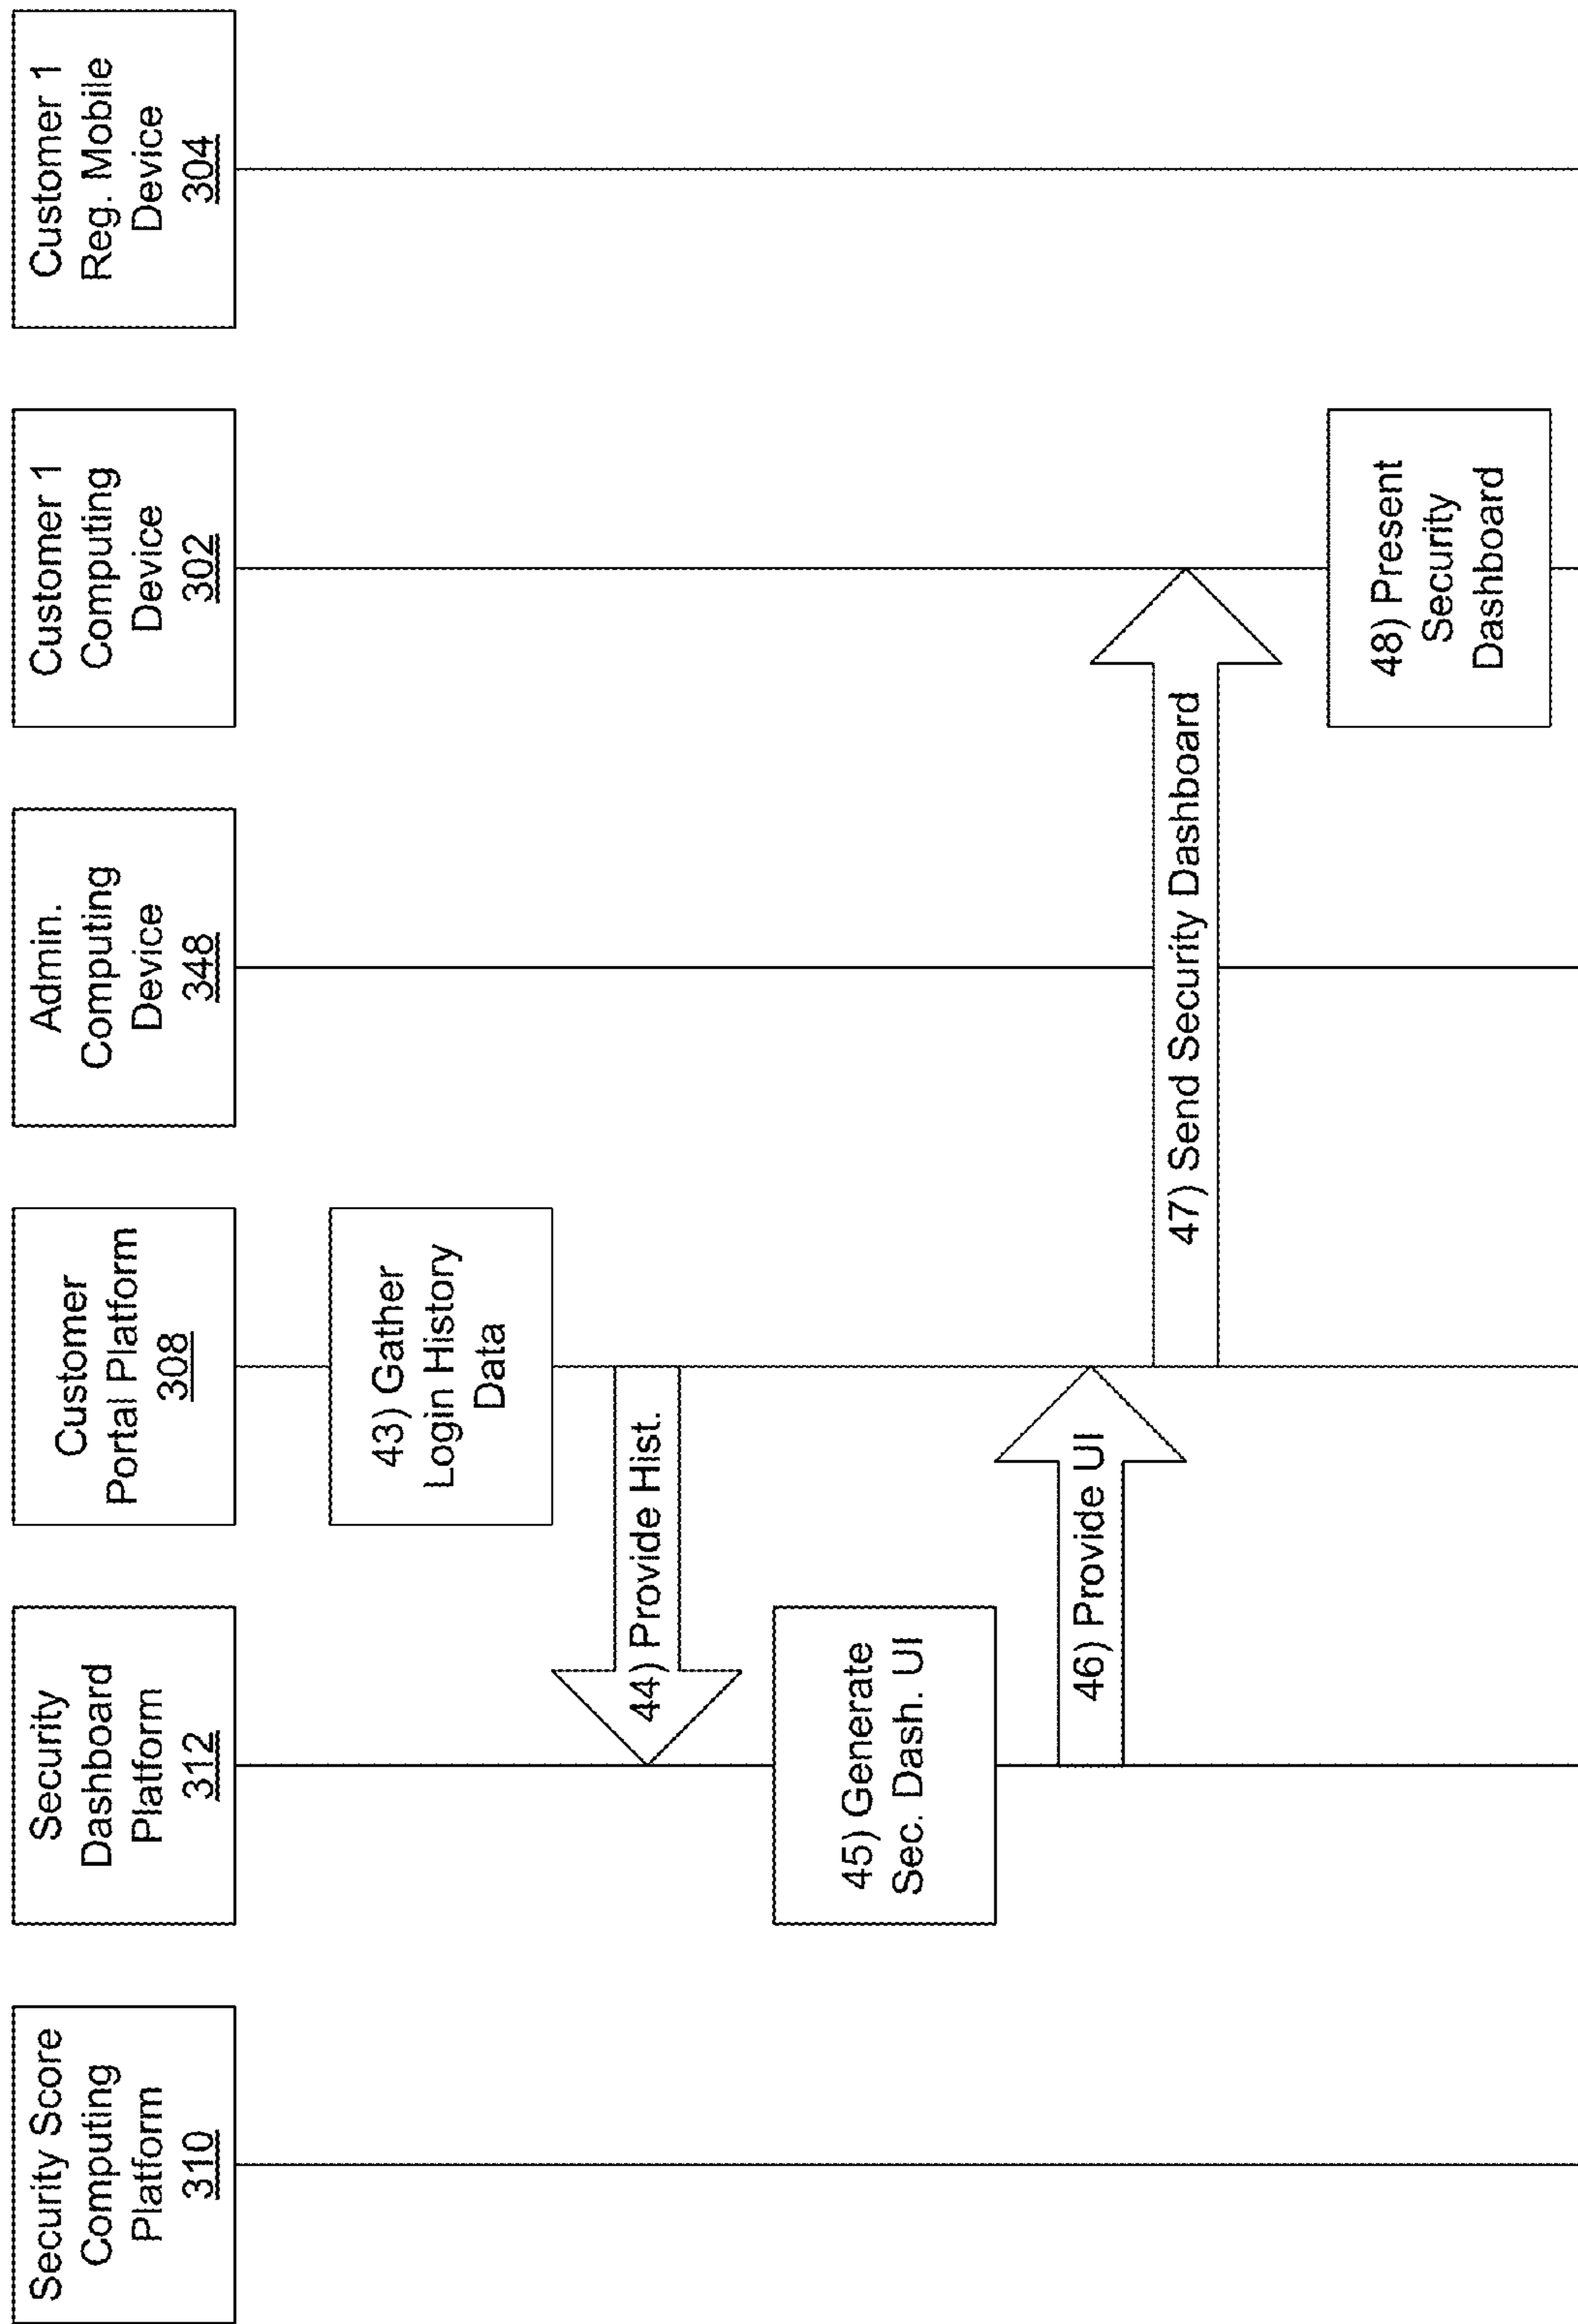 Security Score
Computing
Platform
310
Security
Dashboard
Platform
312
Customer
Portal Platform
308
Admin.
Computing
Device
348
Customer 1
Computing
Device
302
Customer 1
Reg. Mobile
Device
304
43) Gather
Login History
Data
44) Provide Hist.
45) Generate
Sec. Dash. UI
46) Provide UI
47) Send Security Dashboard
48) Present
Security
Dashboard